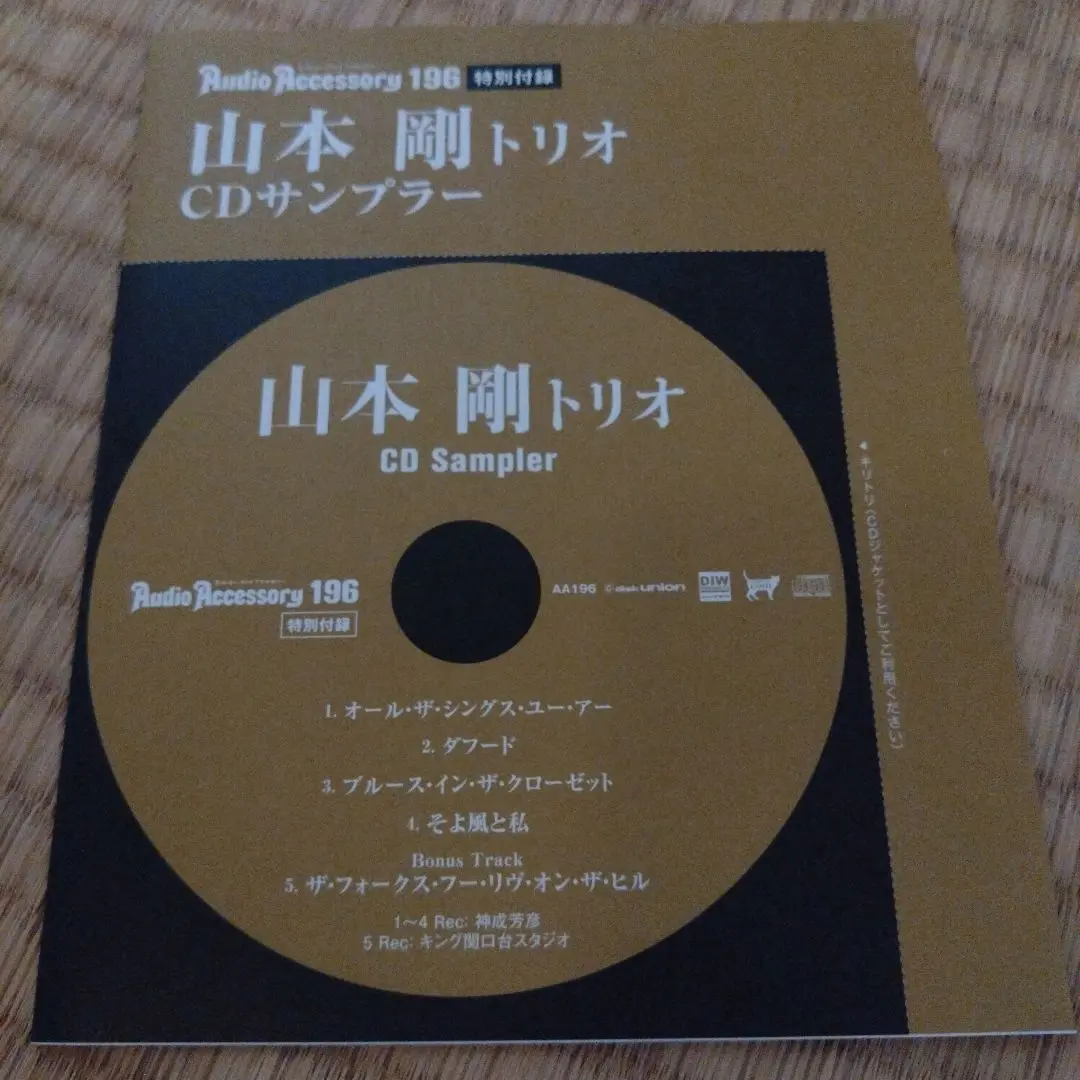 Audio Accessory 196 特別付録
山本 剛トリオ
CDサンプラー
山本 剛トリオ
CD Sampler
Audio Accessory 196
特別付録
AA196 © disk union DIW
1. オール・ザ・シングス・ユー・アー
2. ダフード
3. ブルース・イン・ザ・クローゼット
4. そよ風と私
Bonus Track
5. ザ・フォークス・フー・リヴ・オン・ザ・ヒル
1〜4 Rec: 神成芳彦
5 Rec: キング関口台スタジオ
◀ キリトリ(CDジャケットとしてご利用ください)